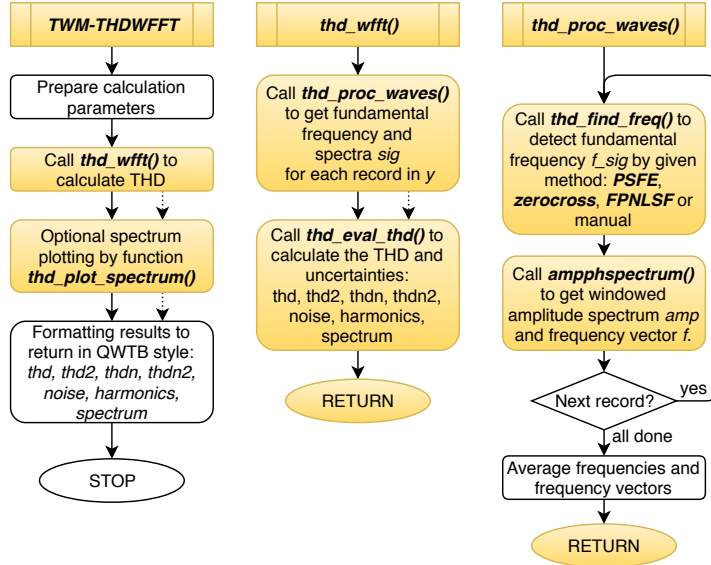 TWM-THDWFFT
Prepare calculation
parameters
Call thd_wfft() to
calculate THD
Optional spectrum
plotting by function
thd_plot_spectrum()
Formatting results to
return in QWTB style:
thd, thd2, thdn, thdn2,
noise, harmonics,
spectrum
STOP
thd_wfft()
Call thd_proc_waves()
to get fundamental
frequency and
spectra sig
for each record in y
Call thd_eval_thd() to
calculate the THD and
uncertainties:
thd, thd2, thdn, thdn2,
noise, harmonics,
spectrum
RETURN
thd_proc_waves()
Call thd_find_freq() to
detect fundamental
frequency f_sig by given
method: PSFE,
zerocross, FPNLSF or
manual
Call ampphspectrum()
to get windowed
amplitude spectrum amp
and frequency vector f.
Next record?
yes
all done
Average frequencies and
frequency vectors
RETURN